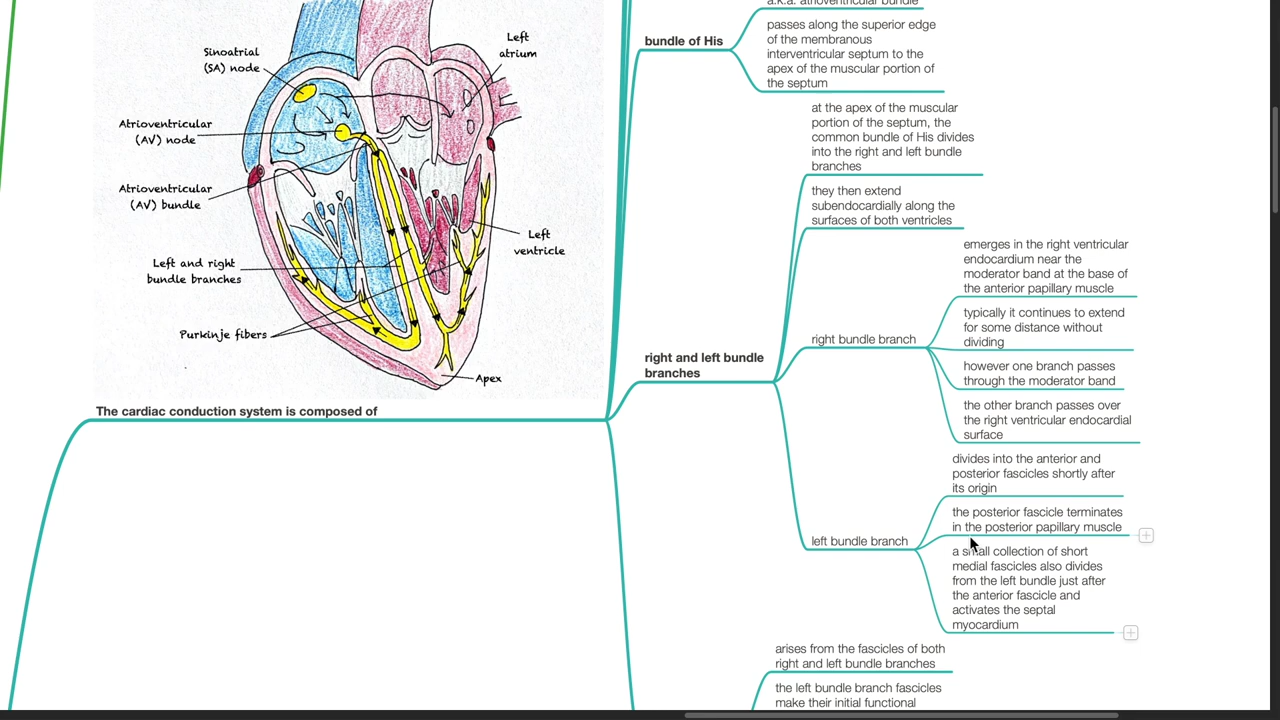 Sinoatrial
(SA) node
Left
atrium
Atrioventricular
(AV) node
Atrioventricular
(AV) bundle
Left
ventricle
Left and right
bundle branches
Purkinje fibers
Apex
The cardiac conduction system is composed of
a.k.a. atrioventricular bundle
bundle of His
passes along the superior edge
of the membranous
interventricular septum to the
apex of the muscular portion of
the septum
at the apex of the muscular
portion of the septum, the
common bundle of His divides
into the right and left bundle
branches
they then extend
subendocardially along the
surfaces of both ventricles
right and left bundle
branches
right bundle branch
emerges in the right ventricular
endocardium near the
moderator band at the base of
the anterior papillary muscle
typically it continues to extend
for some distance without
dividing
however one branch passes
through the moderator band
the other branch passes over
the right ventricular endocardial
surface
left bundle branch
divides into the anterior and
posterior fascicles shortly after
its origin
the posterior fascicle terminates
in the posterior papillary muscle
a small collection of short
medial fascicles also divides
from the left bundle just after
the anterior fascicle and
activates the septal
myocardium
arises from the fascicles of both
right and left bundle branches
the left bundle branch fascicles
make their initial functional